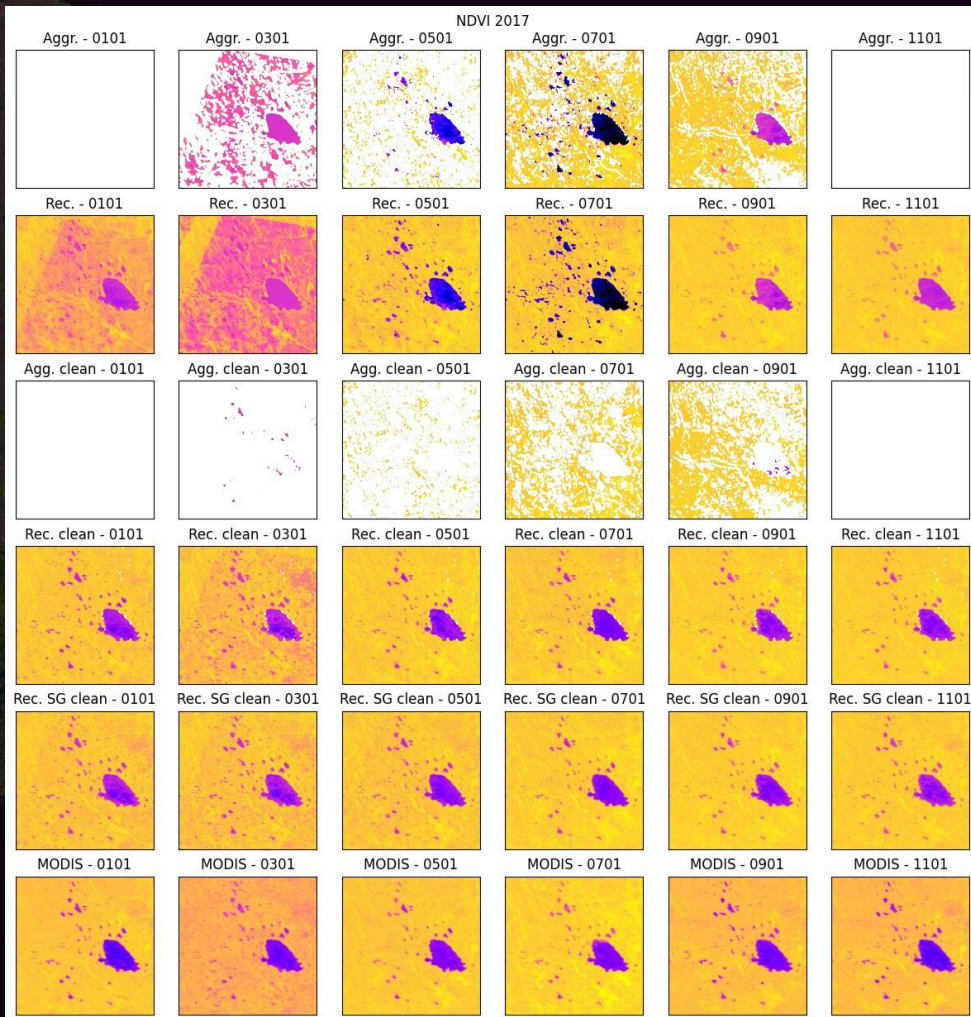 NDVI 2017
Aggr. - 0101 Aggr. - 0301 Aggr. - 0501 Aggr. - 0701 Aggr. - 0901 Aggr. - 1101
Rec. - 0101 Rec. - 0301 Rec. - 0501 Rec. - 0701 Rec. - 0901 Rec. - 1101
Agg. clean - 0101 Agg. clean - 0301 Agg. clean - 0501 Agg. clean - 0701 Agg. clean - 0901 Agg. clean - 1101
Rec. clean - 0101 Rec. clean - 0301 Rec. clean - 0501 Rec. clean - 0701 Rec. clean - 0901 Rec. clean - 1101
Rec. SG clean - 0101 Rec. SG clean - 0301 Rec. SG clean - 0501 Rec. SG clean - 0701 Rec. SG clean - 0901 Rec. SG clean - 1101
MODIS - 0101 MODIS - 0301 MODIS - 0501 MODIS - 0701 MODIS - 0901 MODIS - 1101